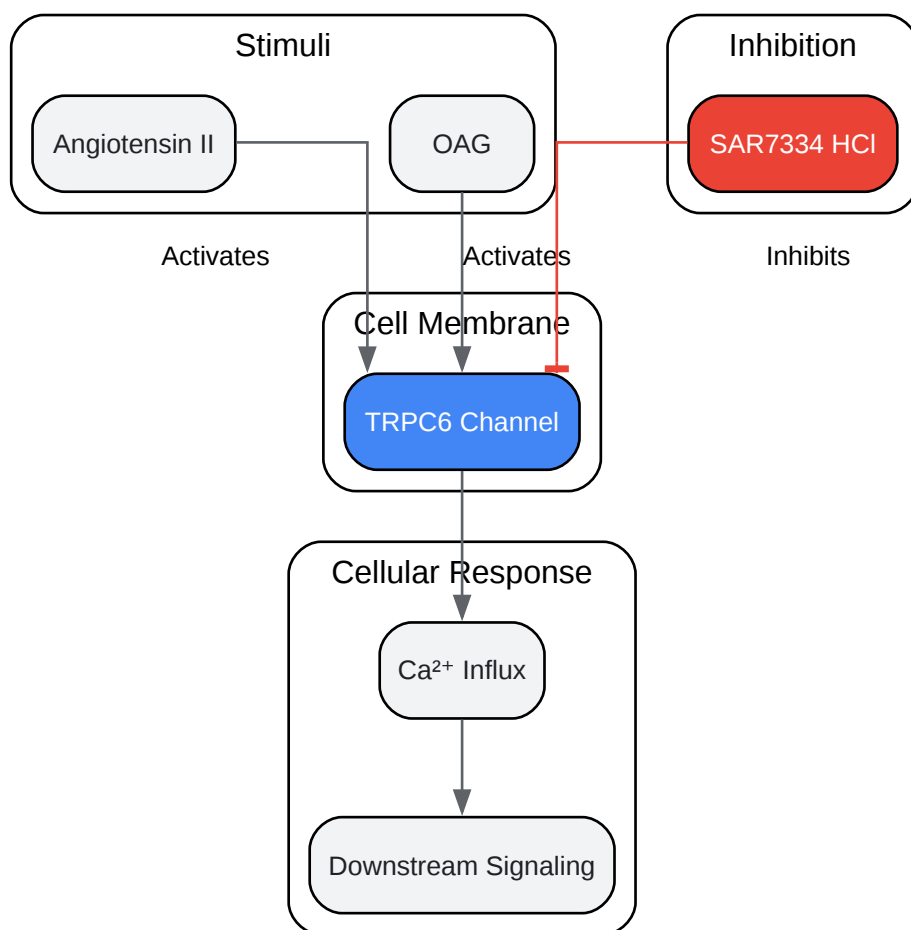 Stimuli
Inhibition
Angiotensin II
OAG
SAR7334 HCl
Activates
Activates
Inhibits
Cell Membrane
TRPC6 Channel
Cellular Response
Ca²⁺ Influx
Downstream Signaling